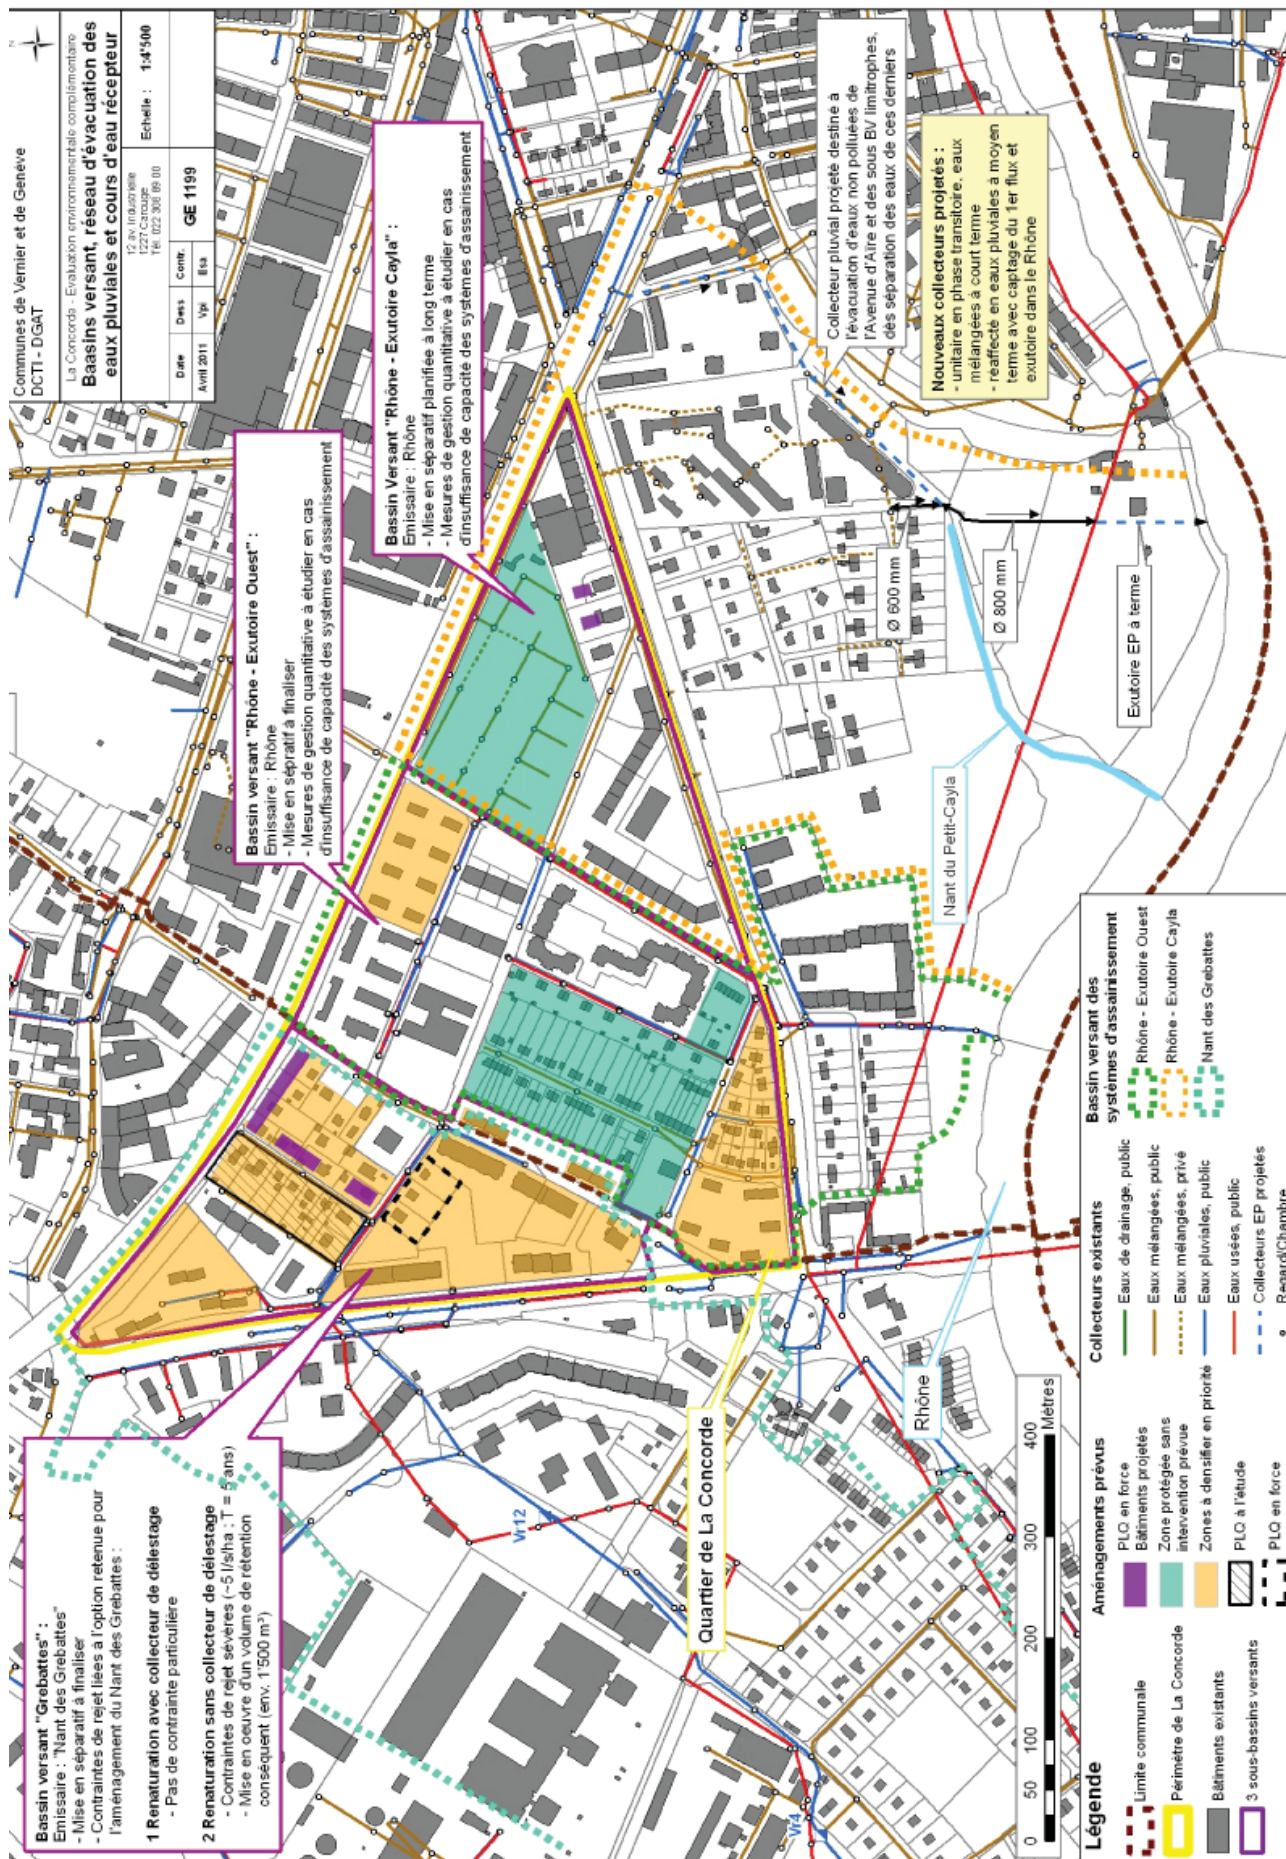 Communes de Vernier et de Genève
DCTI - DGAT
La Concorde - Evaluation environnementale complémentaire
Bassins versant, réseau d'évacuation des
eaux pluviales et cours d'eau récepteur
12 av. Industrielle
1227 Carouge
Tél. 022 308 89 00
Echelle : 1:4'500
Date Des Contr.
Avril 2011 Vpi Bsa
GE 1199
Bassin Versant "Rhône - Exutoire Cayla" :
Emissaire : Rhône
- Mise en séparatif planifiée à long terme
- Mesures de gestion quantitative à étudier en cas
d'insuffisance de capacité des systèmes d'assainissement
Bassin versant "Rhône - Exutoire Ouest" :
Emissaire : Rhône
- Mise en séparatif à finaliser
- Mesures de gestion quantitative à étudier en cas
d'insuffisance de capacité des systèmes d'assainissement
Collecteur pluvial projeté destiné à
l'évacuation d'eaux non polluées de
l'Avenue d'Aïre et des sous BV limitrophes,
dès séparation des eaux de ces derniers
Nouveaux collecteurs projetés :
- unitaire en phase transitoire, eaux
mélangées à court terme
- réaffecté en eaux pluviales à moyen
terme avec captage du 1er flux et
exutoire dans le Rhône
Ø 600 mm
Ø 800 mm
Exutoire EP à terme
Nant du Petit-Cayla
Rhône
Quartier de La Concorde
Vr12
Vr4
Bassin versant "Grebattes" :
Emissaire : "Nant des Grebattes"
- Mise en séparatif à finaliser
- Contraintes de rejet liées à l'option retenue pour
l'aménagement du Nant des Grebattes :
1 Renaturation avec collecteur de délestage
- Pas de contrainte particulière
2 Renaturation sans collecteur de délestage
- Contraintes de rejet sévères (~5 l/s/ha ; T = 5 ans)
- Mise en oeuvre d'un volume de rétention
conséquent (env. 1'500 m³)
0 50 100 200 300 400
Mètres
Légende
Limite communale
Périmètre de La Concorde
Bâtiments existants
3 sous-bassins versants
Aménagements prévus
PLQ en force
Bâtiments projetés
Zone protégée sans
intervention prévue
Zones à densifier en priorité
PLQ à l'étude
PLQ en force
Collecteurs existants
Eaux de drainage, public
Eaux mélangées, public
Eaux mélangées, privé
Eaux pluviales, public
Eaux usées, public
Collecteurs EP projetés
Regard/Chambre
Bassin versant des
systèmes d'assainissement
Rhône - Exutoire Ouest
Rhône - Exutoire Cayla
Nant des Grebattes